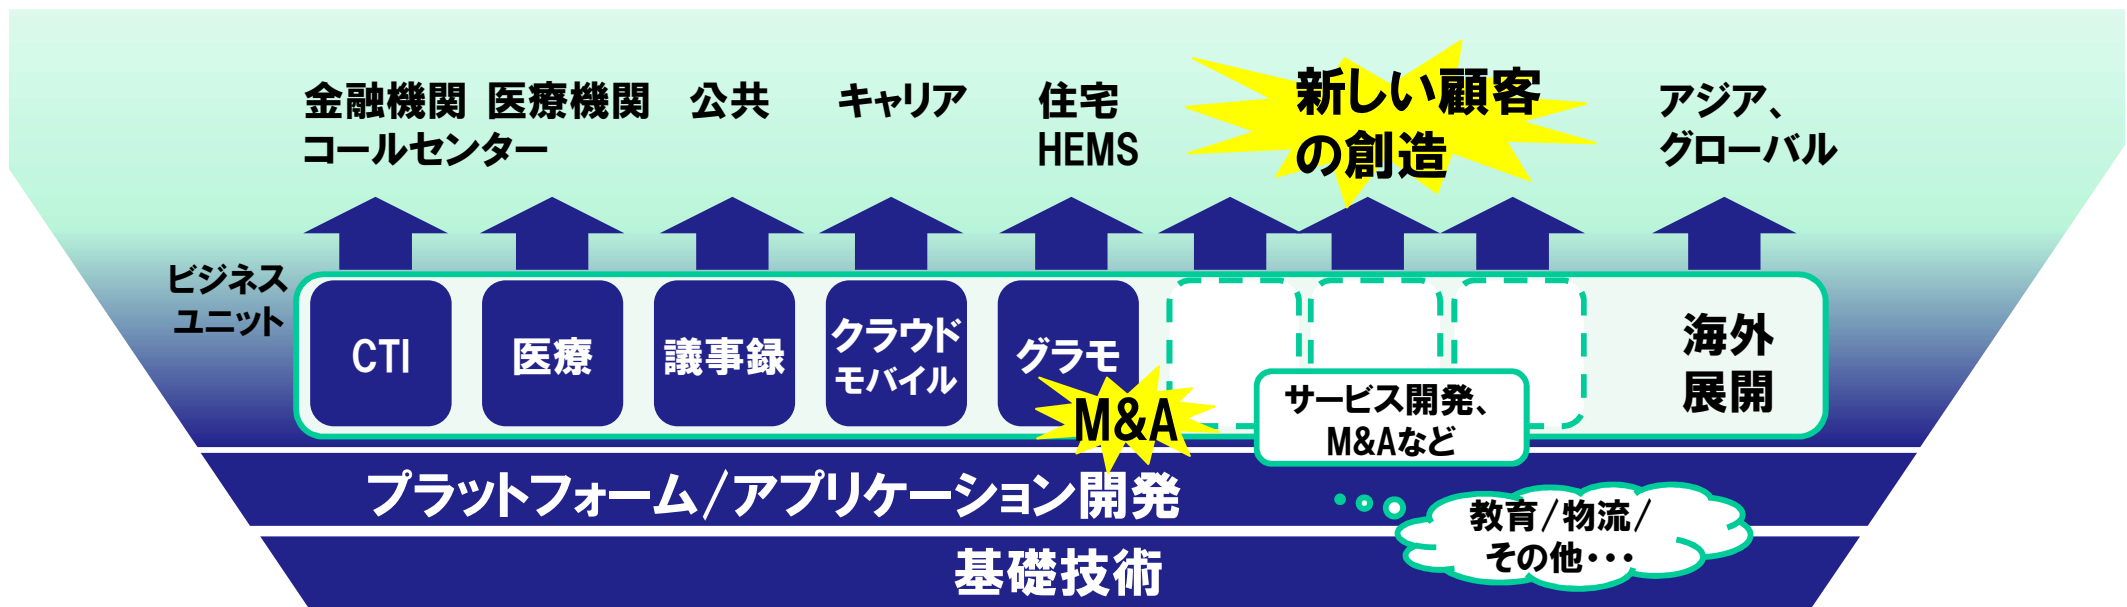 金融機関
コールセンター
医療機関
公共
キャリア
住宅
HEMS
新しい顧客
の創造
アジア、
グローバル
ビジネス
ユニット
CTI
医療
議事録
クラウド
モバイル
グラモ
M&A
サービス開発、
M&Aなど
海外
展開
プラットフォーム/アプリケーション開発
教育/物流/
その他・・・
基礎技術